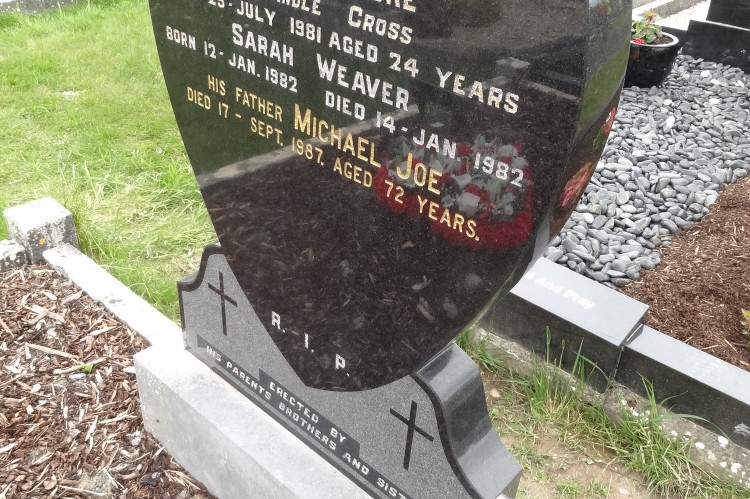 CROSS
25-JULY 1981 AGED 24 YEARS
SARAH WEAVER
BORN 12-JAN. 1982 DIED 14-JAN. 1982
HIS FATHER MICHAEL JOE
DIED 17-SEPT. 1987, AGED 72 YEARS.
R.I.P.
ERECTED BY
HIS PARENTS BROTHERS AND
And Pray